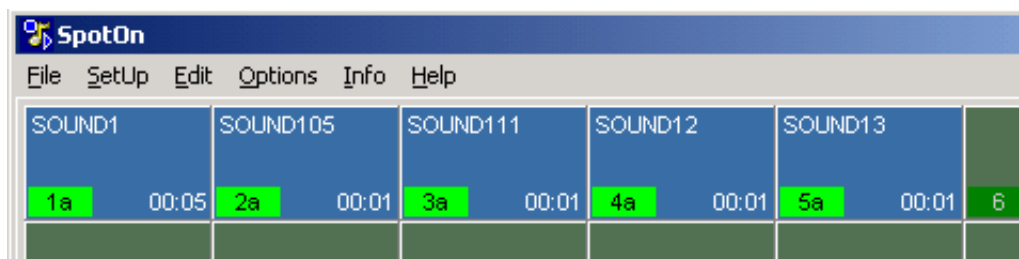 SpotOn
File SetUp Edit Options Info Help
SOUND1 SOUND105 SOUND111 SOUND12 SOUND13
1a 00:05 2a 00:01 3a 00:01 4a 00:01 5a 00:01 6